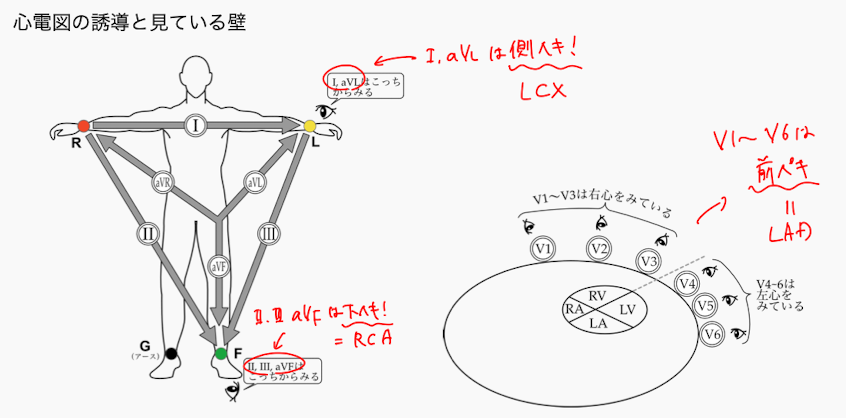 心電図の誘導と見ている壁
I, aVL は側ヘキ!
LCX
I, aVLはこっち
からみる
R
I
L
aVR
aVL
II
III
aVF
II. III aVF は下ヘキ!
= RCA
G
(アース)
F
II, III, aVFは
こっちからみる
V1〜V6は
前ヘキ
=
LAD
V1〜V3は右心をみている
V1
V2
V3
V4
V5
V6
V4~6は
左心を
みている
RV
RA
LV
LA